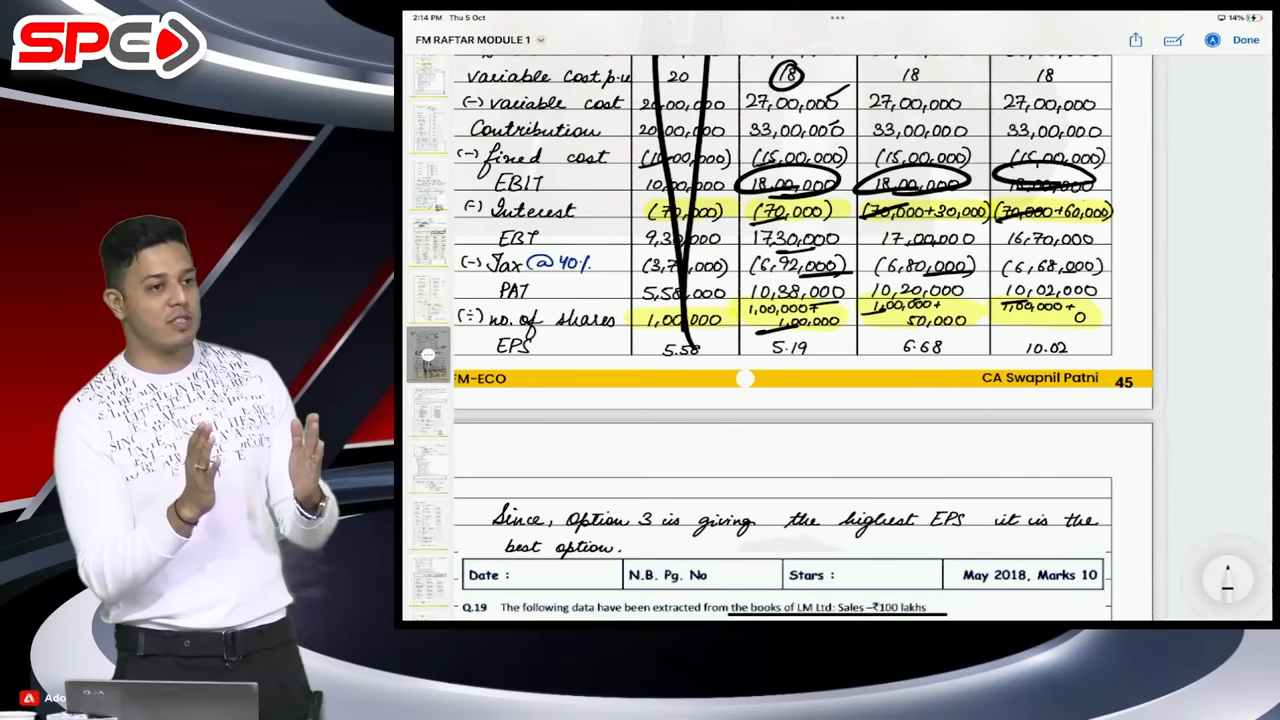 SPC
2:14 PM Thu 5 Oct
14%
FM RAFTAR MODULE 1
Done
variable cost p.u 20 18 18 18
(-) variable cost 20,00,000 27,00,000 27,00,000 27,00,000
Contribution 20,00,000 33,00,000 33,00,000 33,00,000
(-) fixed cost (10,00,000) (15,00,000) (15,00,000) (15,00,000)
EBIT 10,00,000 18,00,000 18,00,000 18,00,000
(-) Interest (70,000) (70,000) (70,000+30,000) (70,000+60,000)
EBT 9,30,000 17,30,000 17,00,000 16,70,000
(-) Tax @ 40% (3,72,000) (6,92,000) (6,80,000) (6,68,000)
PAT 5,58,000 10,38,000 10,20,000 10,02,000
(÷) no. of shares 1,00,000 1,00,000+ 1,00,000 1,00,000+ 50,000 1,00,000+ 0
EPS 5.58 5.19 6.68 10.02
FM-ECO CA Swapnil Patni 45
Since, option 3 is giving the highest EPS it is the
best option.
Date : N.B. Pg. No Stars : May 2018, Marks 10
Q.19 The following data have been extracted from the books of LM Ltd: Sales –₹100 lakhs
Ado